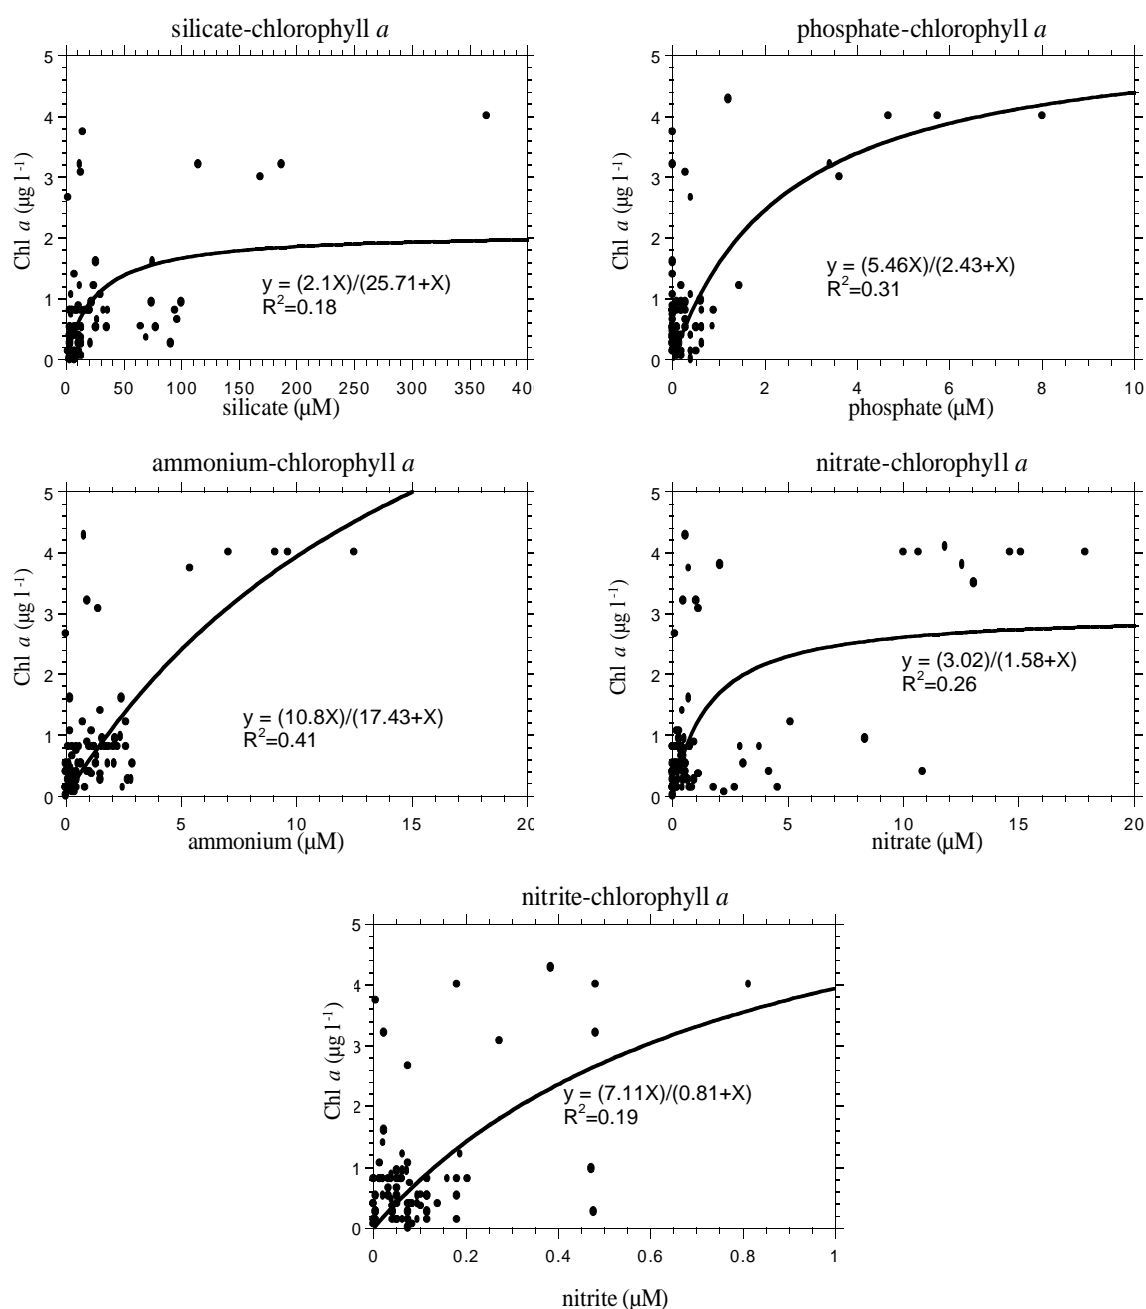 silicate-chlorophyll a
5
4
3
2
1
0
Chl a (µg l-1)
y = (2.1X)/(25.71+X)
R2=0.18
0 50 100 150 200 250 300 350 40
silicate (µM)
phosphate-chlorophyll a
5
4
3
2
1
0
Chl a (µg l-1)
y = (5.46X)/(2.43+X)
R2=0.31
0 2 4 6 8 10
phosphate (µM)
ammonium-chlorophyll a
5
4
3
2
1
0
Chl a (µg l-1)
y = (10.8X)/(17.43+X)
R2=0.41
0 5 10 15 20
ammonium (µM)
nitrate-chlorophyll a
5
4
3
2
1
0
Chl a (µg l-1)
y = (3.02)/(1.58+X)
R2=0.26
0 5 10 15 20
nitrate (µM)
nitrite-chlorophyll a
5
4
3
2
1
0
Chl a (µg l-1)
y = (7.11X)/(0.81+X)
R2=0.19
0 0.2 0.4 0.6 0.8 1
nitrite (µM)